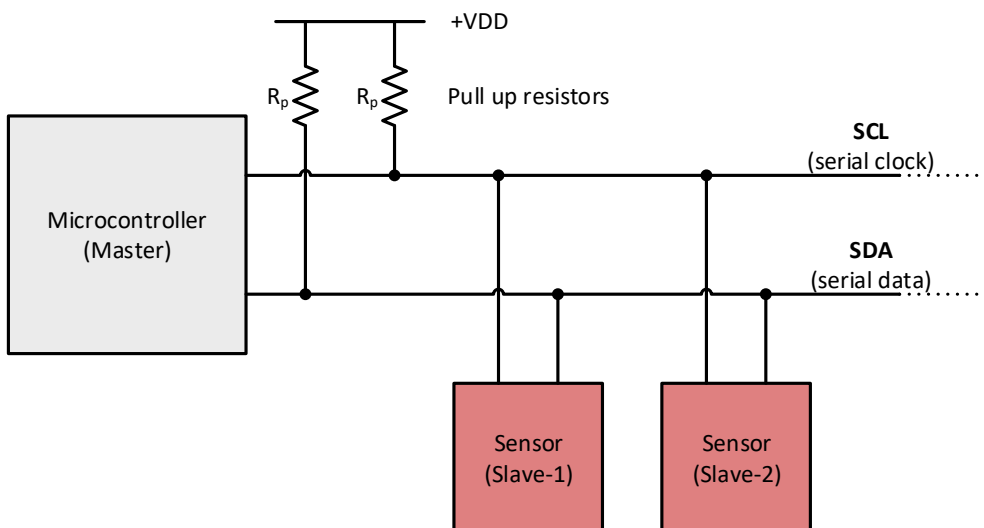 +VDD
Rp
Rp
Pull up resistors
SCL
(serial clock)
Microcontroller
(Master)
SDA
(serial data)
Sensor
(Slave-1)
Sensor
(Slave-2)